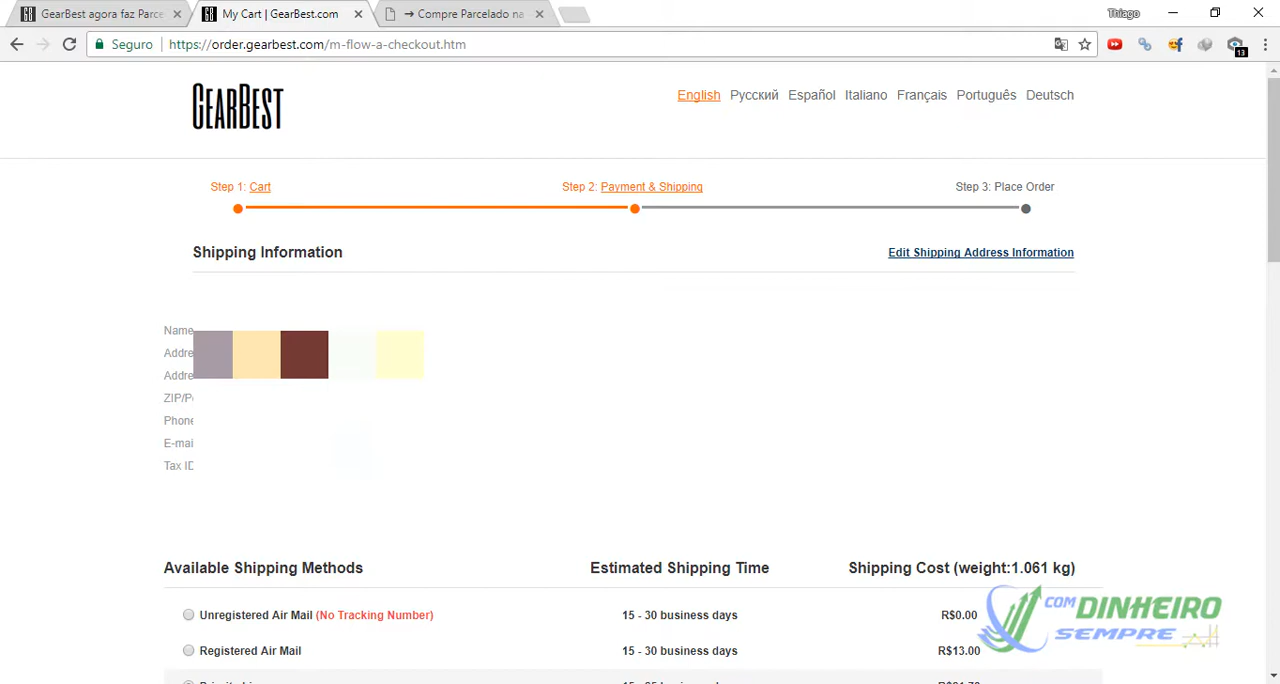 GearBest agora faz Parce
My Cart | GearBest.com
→ Compre Parcelado na
Thiago
Seguro
https://order.gearbest.com/m-flow-a-checkout.htm
13
GEARBEST
English Русский Español Italiano Français Português Deutsch
Step 1: Cart
Step 2: Payment & Shipping
Step 3: Place Order
Shipping Information
Edit Shipping Address Information
Name
Addre
Addre
ZIP/P
Phone
E-mai
Tax ID
Available Shipping Methods
Estimated Shipping Time
Shipping Cost (weight:1.061 kg)
Unregistered Air Mail (No Tracking Number)
15 - 30 business days
R$0.00
Registered Air Mail
15 - 30 business days
R$13.00
COM DINHEIRO
SEMPRE